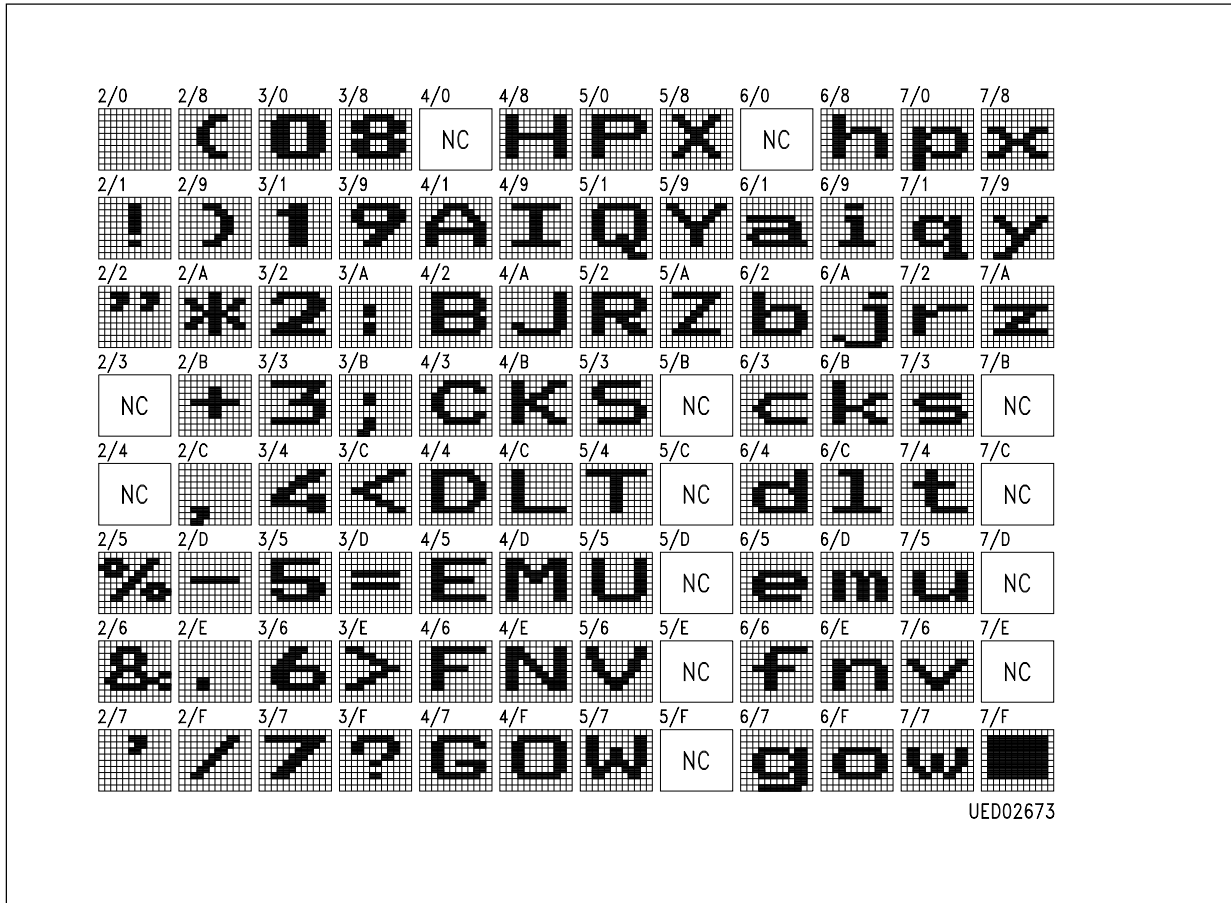 2/0 2/8 3/0 3/8 4/0 4/8 5/0 5/8 6/0 6/8 7/0 7/8
( 0 8 NC H P X NC h p x
2/1 2/9 3/1 3/9 4/1 4/9 5/1 5/9 6/1 6/9 7/1 7/9
! ) 1 9 A I Q Y a i q y
2/2 2/A 3/2 3/A 4/2 4/A 5/2 5/A 6/2 6/A 7/2 7/A
" * 2 : B J R Z b j r z
2/3 2/B 3/3 3/B 4/3 4/B 5/3 5/B 6/3 6/B 7/3 7/B
NC + 3 ; C K S NC c k s NC
2/4 2/C 3/4 3/C 4/4 4/C 5/4 5/C 6/4 6/C 7/4 7/C
NC , 4 < D L T NC d l t NC
2/5 2/D 3/5 3/D 4/5 4/D 5/5 5/D 6/5 6/D 7/5 7/D
% - 5 = E M U NC e m u NC
2/6 2/E 3/6 3/E 4/6 4/E 5/6 5/E 6/6 6/E 7/6 7/E
& . 6 > F N V NC f n v NC
2/7 2/F 3/7 3/F 4/7 4/F 5/7 5/F 6/7 6/F 7/7 7/F
' / 7 ? G O W NC g o w ■
UED02673